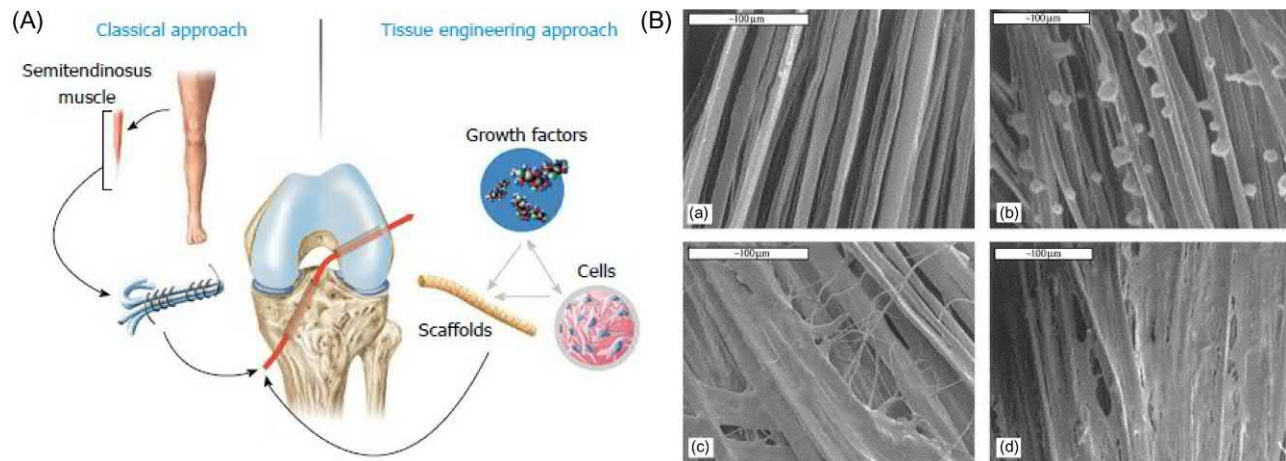 (A)
Classical approach
Tissue engineering approach
Semitendinosus
muscle
Growth factors
Cells
Scaffolds
(B)
~100µm
(a)
~100µm
(b)
~100µm
(c)
~100µm
(d)